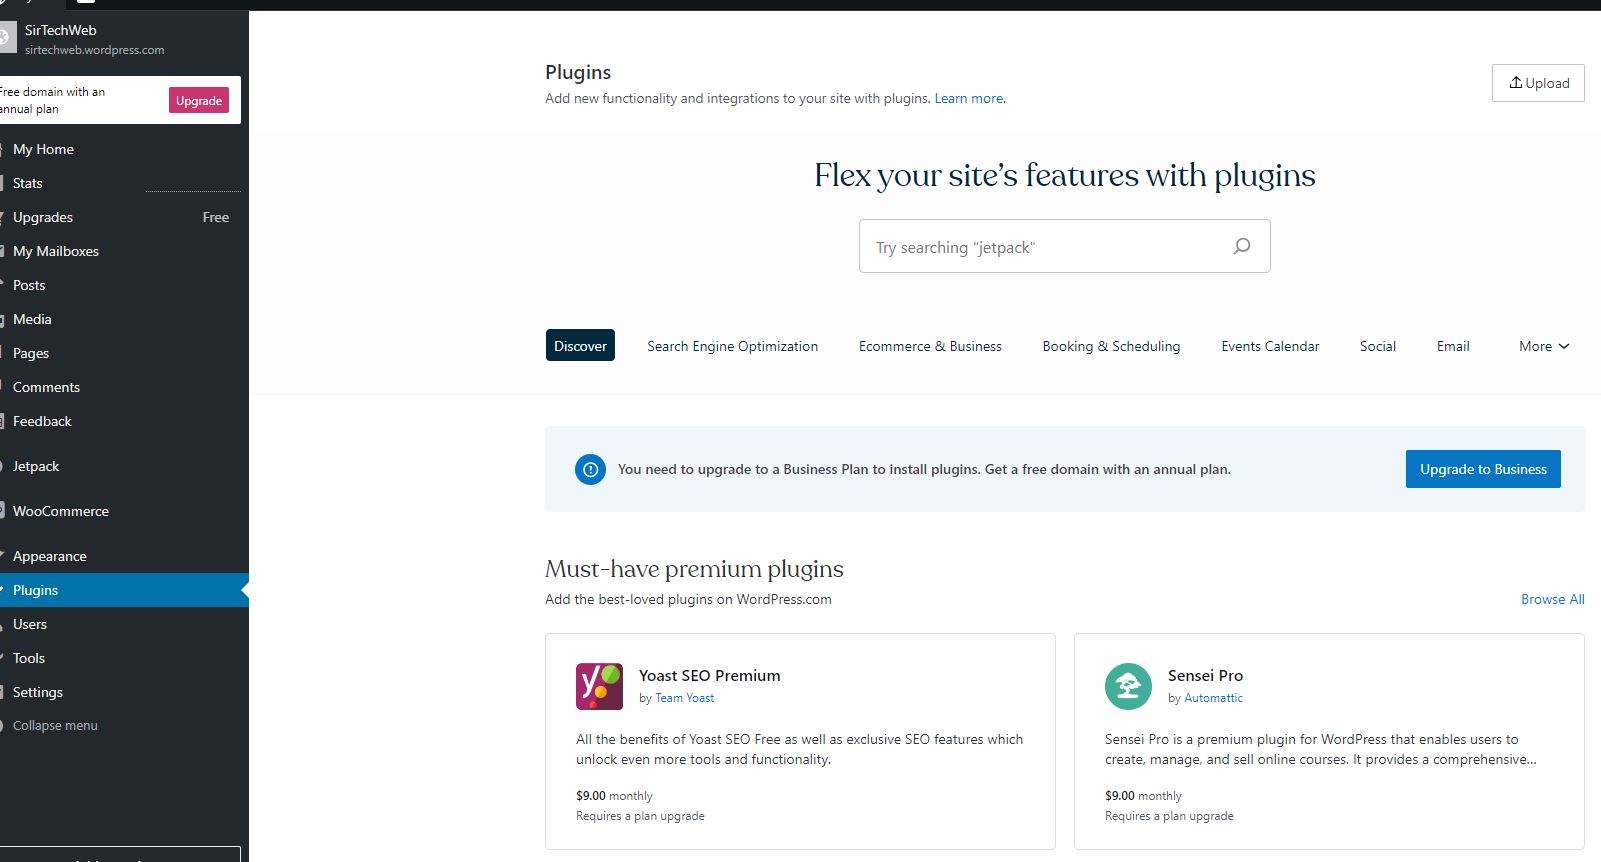 SirTechWeb
sirtechweb.wordpress.com
Free domain with an
annual plan
Upgrade
My Home
Stats
Upgrades
Free
My Mailboxes
Posts
Media
Pages
Comments
Feedback
Jetpack
WooCommerce
Appearance
Plugins
Users
Tools
Settings
Collapse menu
Plugins
Add new functionality and integrations to your site with plugins. Learn more.
Upload
Flex your site’s features with plugins
Try searching "jetpack"
Discover
Search Engine Optimization
Ecommerce & Business
Booking & Scheduling
Events Calendar
Social
Email
More
You need to upgrade to a Business Plan to install plugins. Get a free domain with an annual plan.
Upgrade to Business
Must-have premium plugins
Add the best-loved plugins on WordPress.com
Browse All
Yoast SEO Premium
by Team Yoast
All the benefits of Yoast SEO Free as well as exclusive SEO features which
unlock even more tools and functionality.
$9.00 monthly
Requires a plan upgrade
Sensei Pro
by Automattic
Sensei Pro is a premium plugin for WordPress that enables users to
create, manage, and sell online courses. It provides a comprehensive...
$9.00 monthly
Requires a plan upgrade